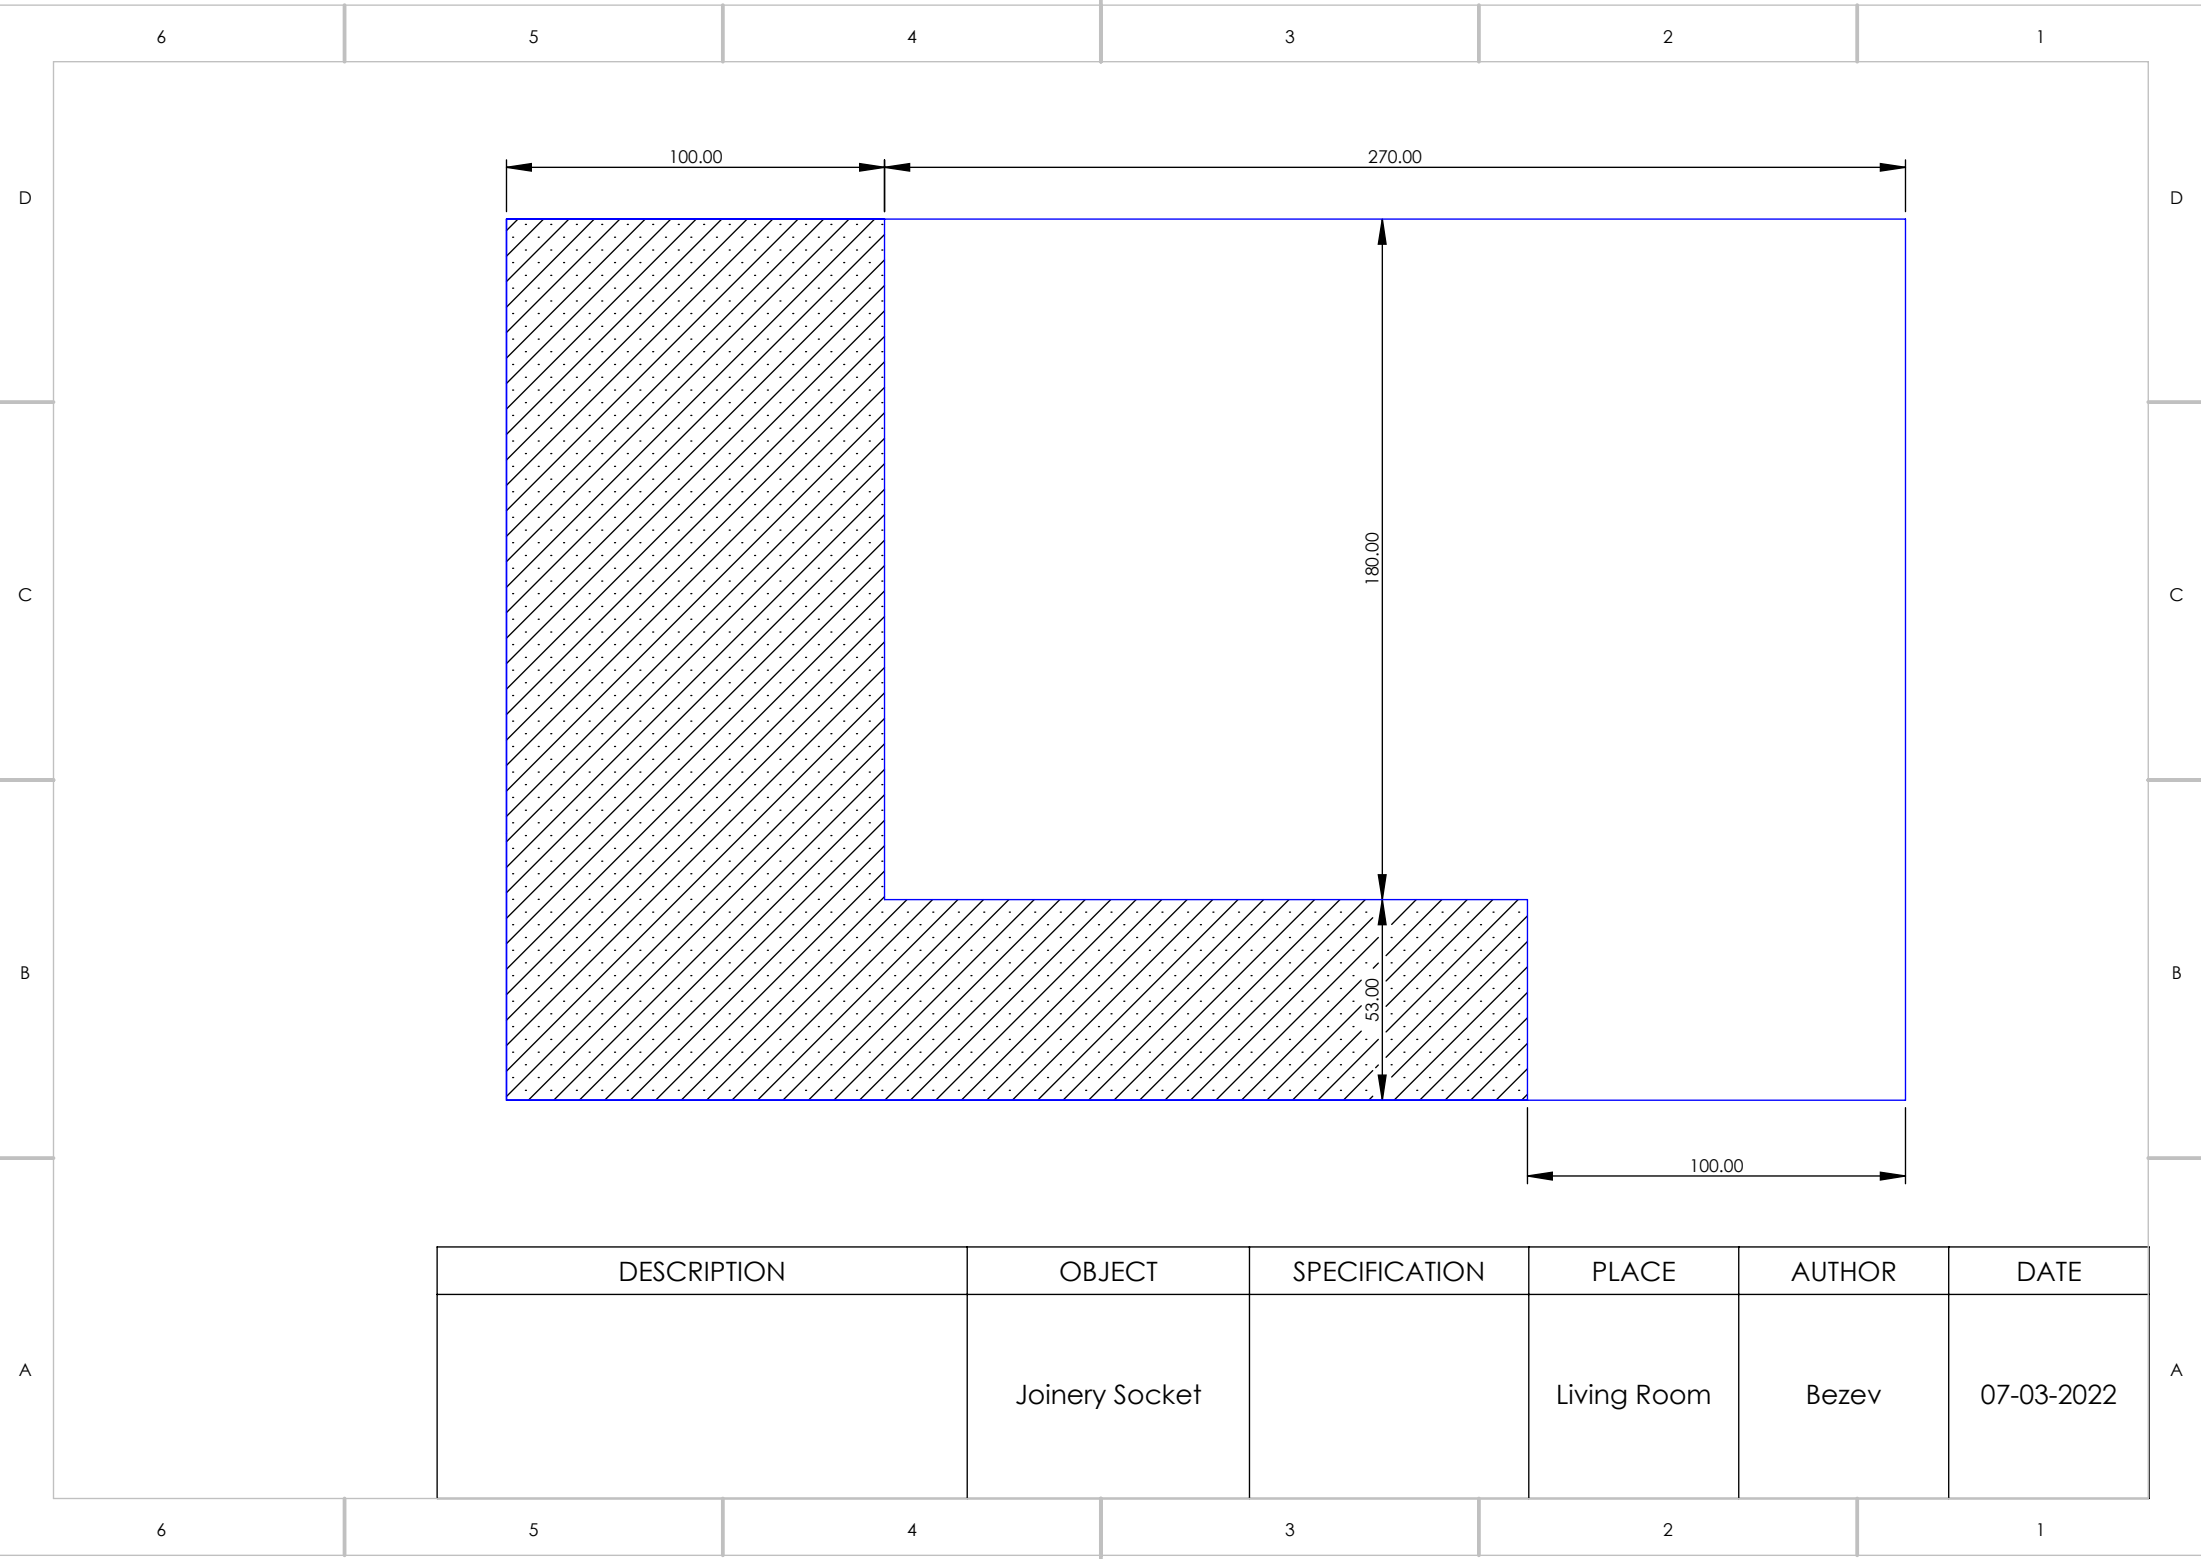 6 5 4 3 2 1
100.00 270.00
D D
180.00
C C
B B
53.00
100.00
DESCRIPTION OBJECT SPECIFICATION PLACE AUTHOR DATE
A A
Joinery Socket Living Room Bezev 07-03-2022
6 5 4 3 2 1